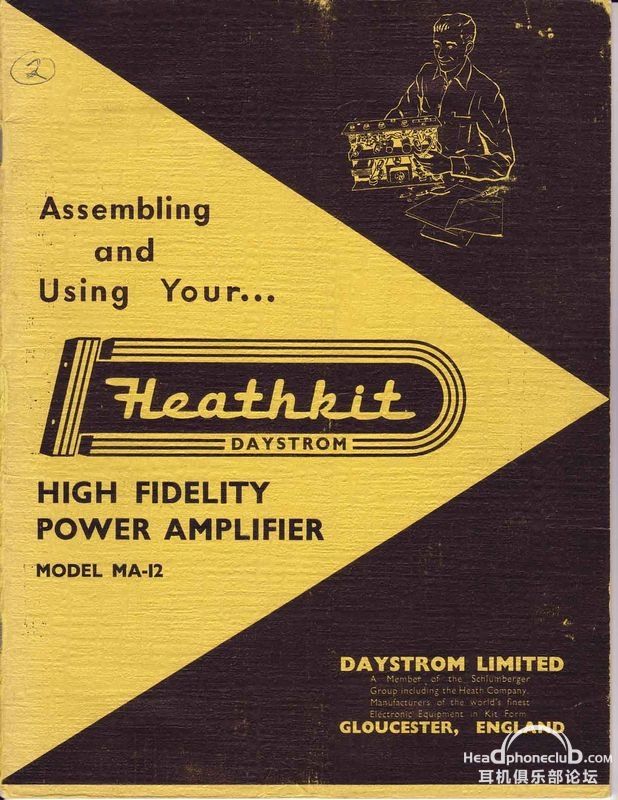 2
Assembling
and
Using Your...
Heathkit
DAYSTROM
HIGH FIDELITY
POWER AMPLIFIER
MODEL MA-12
DAYSTROM LIMITED
A Member of the Schlumberger
Group including the Heath Company.
Manufacturers of the world's finest
Electronic Equipment in Kit Form
GLOUCESTER, ENGLAND
Headphoneclub.com
耳机俱乐部论坛